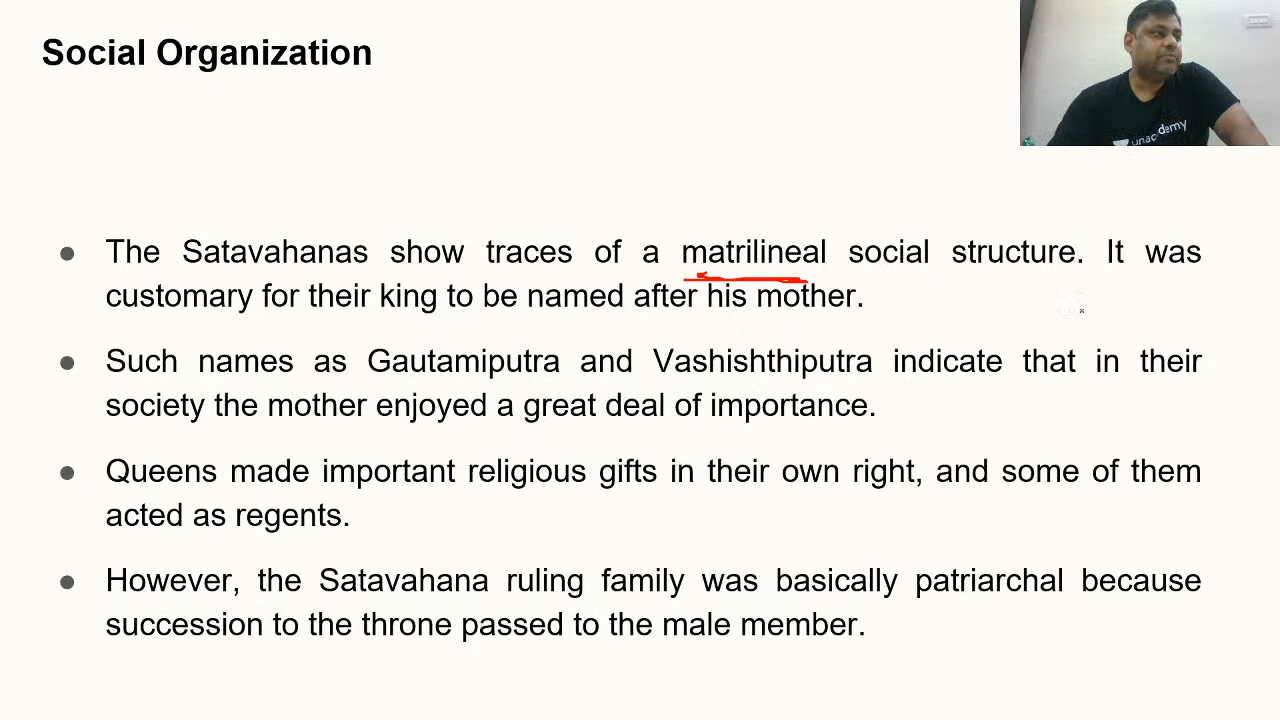 Social Organization
unacademy
● The Satavahanas show traces of a matrilineal social structure. It was
customary for their king to be named after his mother.
● Such names as Gautamiputra and Vashishthiputra indicate that in their
society the mother enjoyed a great deal of importance.
● Queens made important religious gifts in their own right, and some of them
acted as regents.
● However, the Satavahana ruling family was basically patriarchal because
succession to the throne passed to the male member.